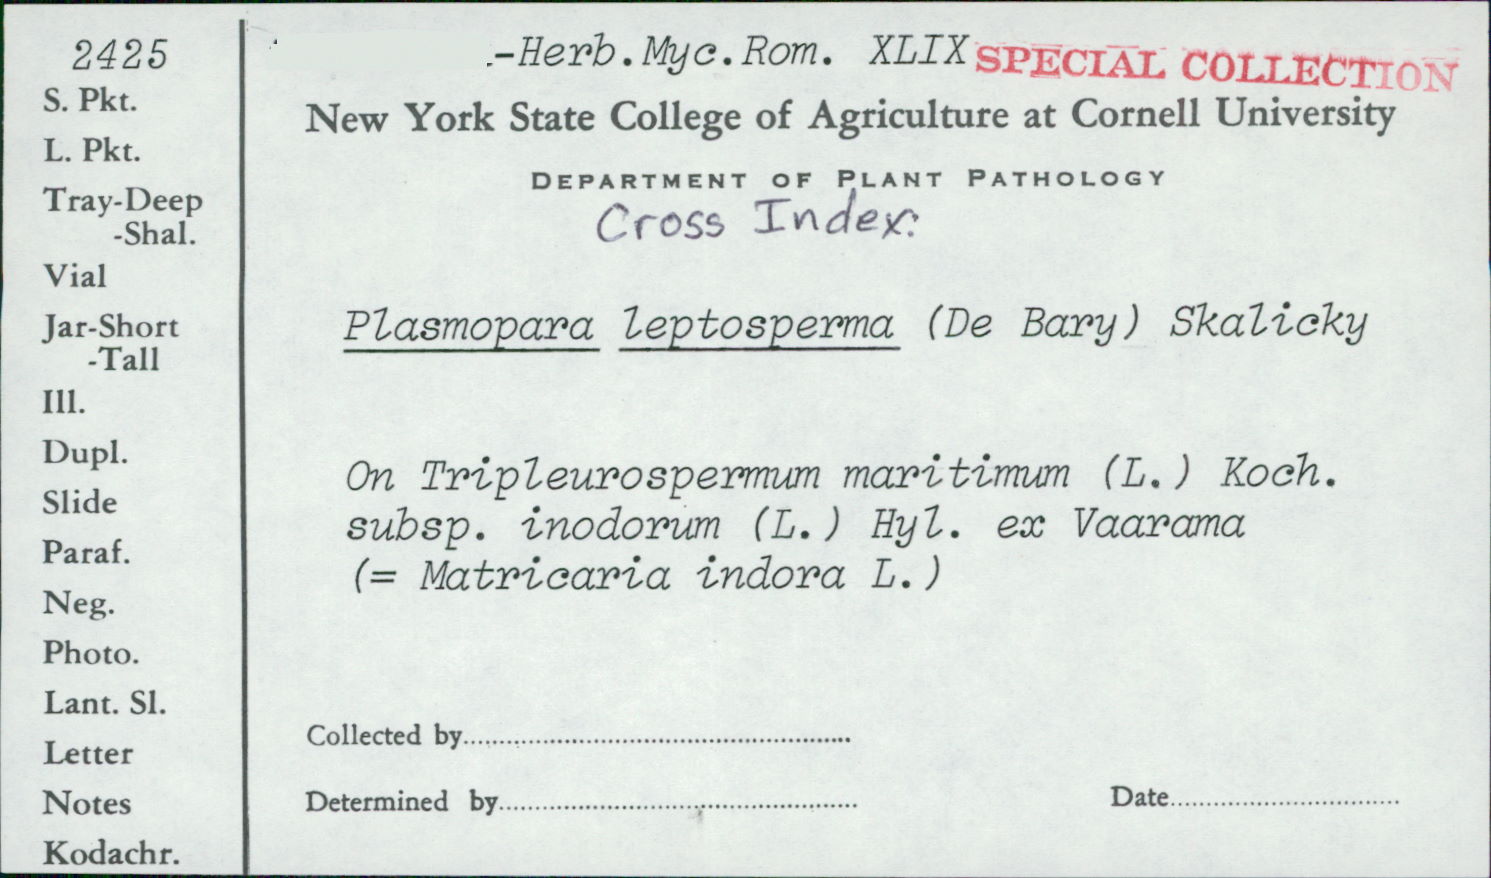 2425
-Herb.Myc.Rom. XLIX
SPECIAL COLLECTION
New York State College of Agriculture at Cornell University
DEPARTMENT OF PLANT PATHOLOGY
Cross Index:
Plasmopara leptosperma (De Bary) Skalicky
On Tripleurospermum maritimum (L.) Koch.
subsp. inodorum (L.) Hyl. ex Vaarama
(= Matricaria indora L.)
Collected by
Determined by
Date
S. Pkt.
L. Pkt.
Tray-Deep
-Shal.
Vial
Jar-Short
-Tall
Ill.
Dupl.
Slide
Paraf.
Neg.
Photo.
Lant. Sl.
Letter
Notes
Kodachr.